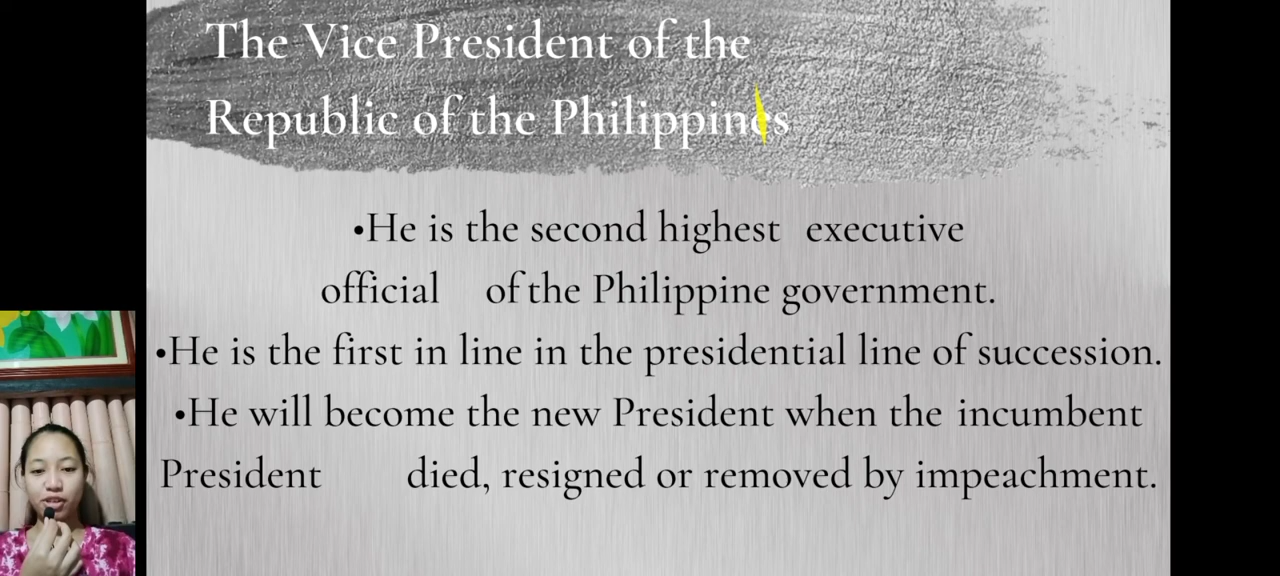 The Vice President of the
Republic of the Philippines
•He is the second highest executive
official of the Philippine government.
•He is the first in line in the presidential line of succession.
•He will become the new President when the incumbent
President died, resigned or removed by impeachment.